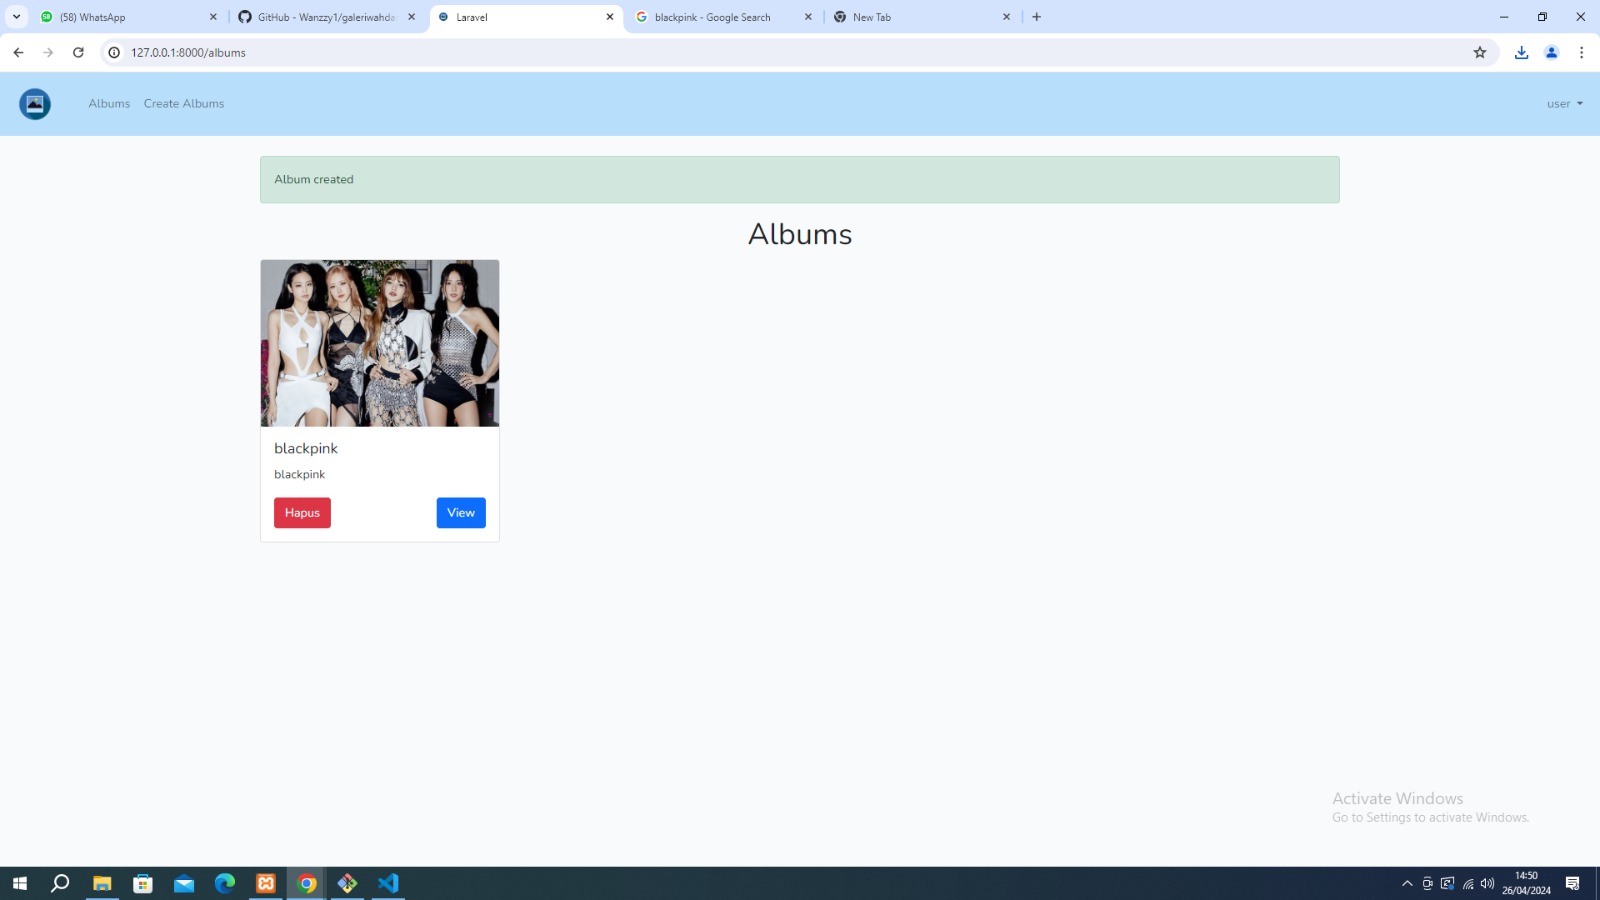 (58) WhatsApp
GitHub - Wanzzy1/galeriwahda
Laravel
blackpink - Google Search
New Tab
127.0.0.1:8000/albums
Albums
Create Albums
user
Album created
Albums
blackpink
blackpink
Hapus
View
Activate Windows
Go to Settings to activate Windows.
14:50
26/04/2024